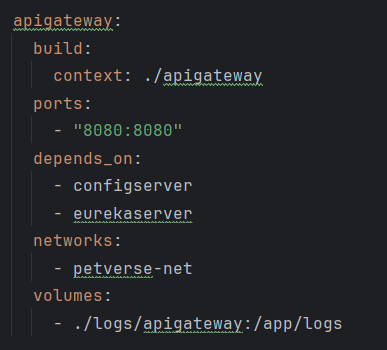 apigateway:
  build:
    context: ./apigateway
  ports:
    - "8080:8080"
  depends_on:
    - configserver
    - eurekaserver
  networks:
    - petverse-net
  volumes:
    - ./logs/apigateway:/app/logs